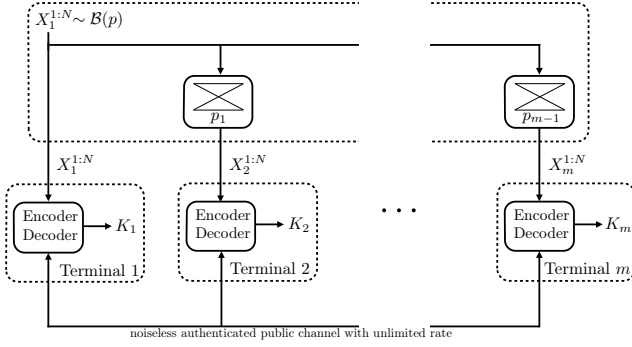 X_1^{1:N} ∼ ℬ(p)
p_1
p_{m−1}
X_1^{1:N}
X_2^{1:N}
X_m^{1:N}
Encoder
Decoder
K_1
Encoder
Decoder
K_2
· · ·
Encoder
Decoder
K_m
Terminal 1
Terminal 2
Terminal m
noiseless authenticated public channel with unlimited rate